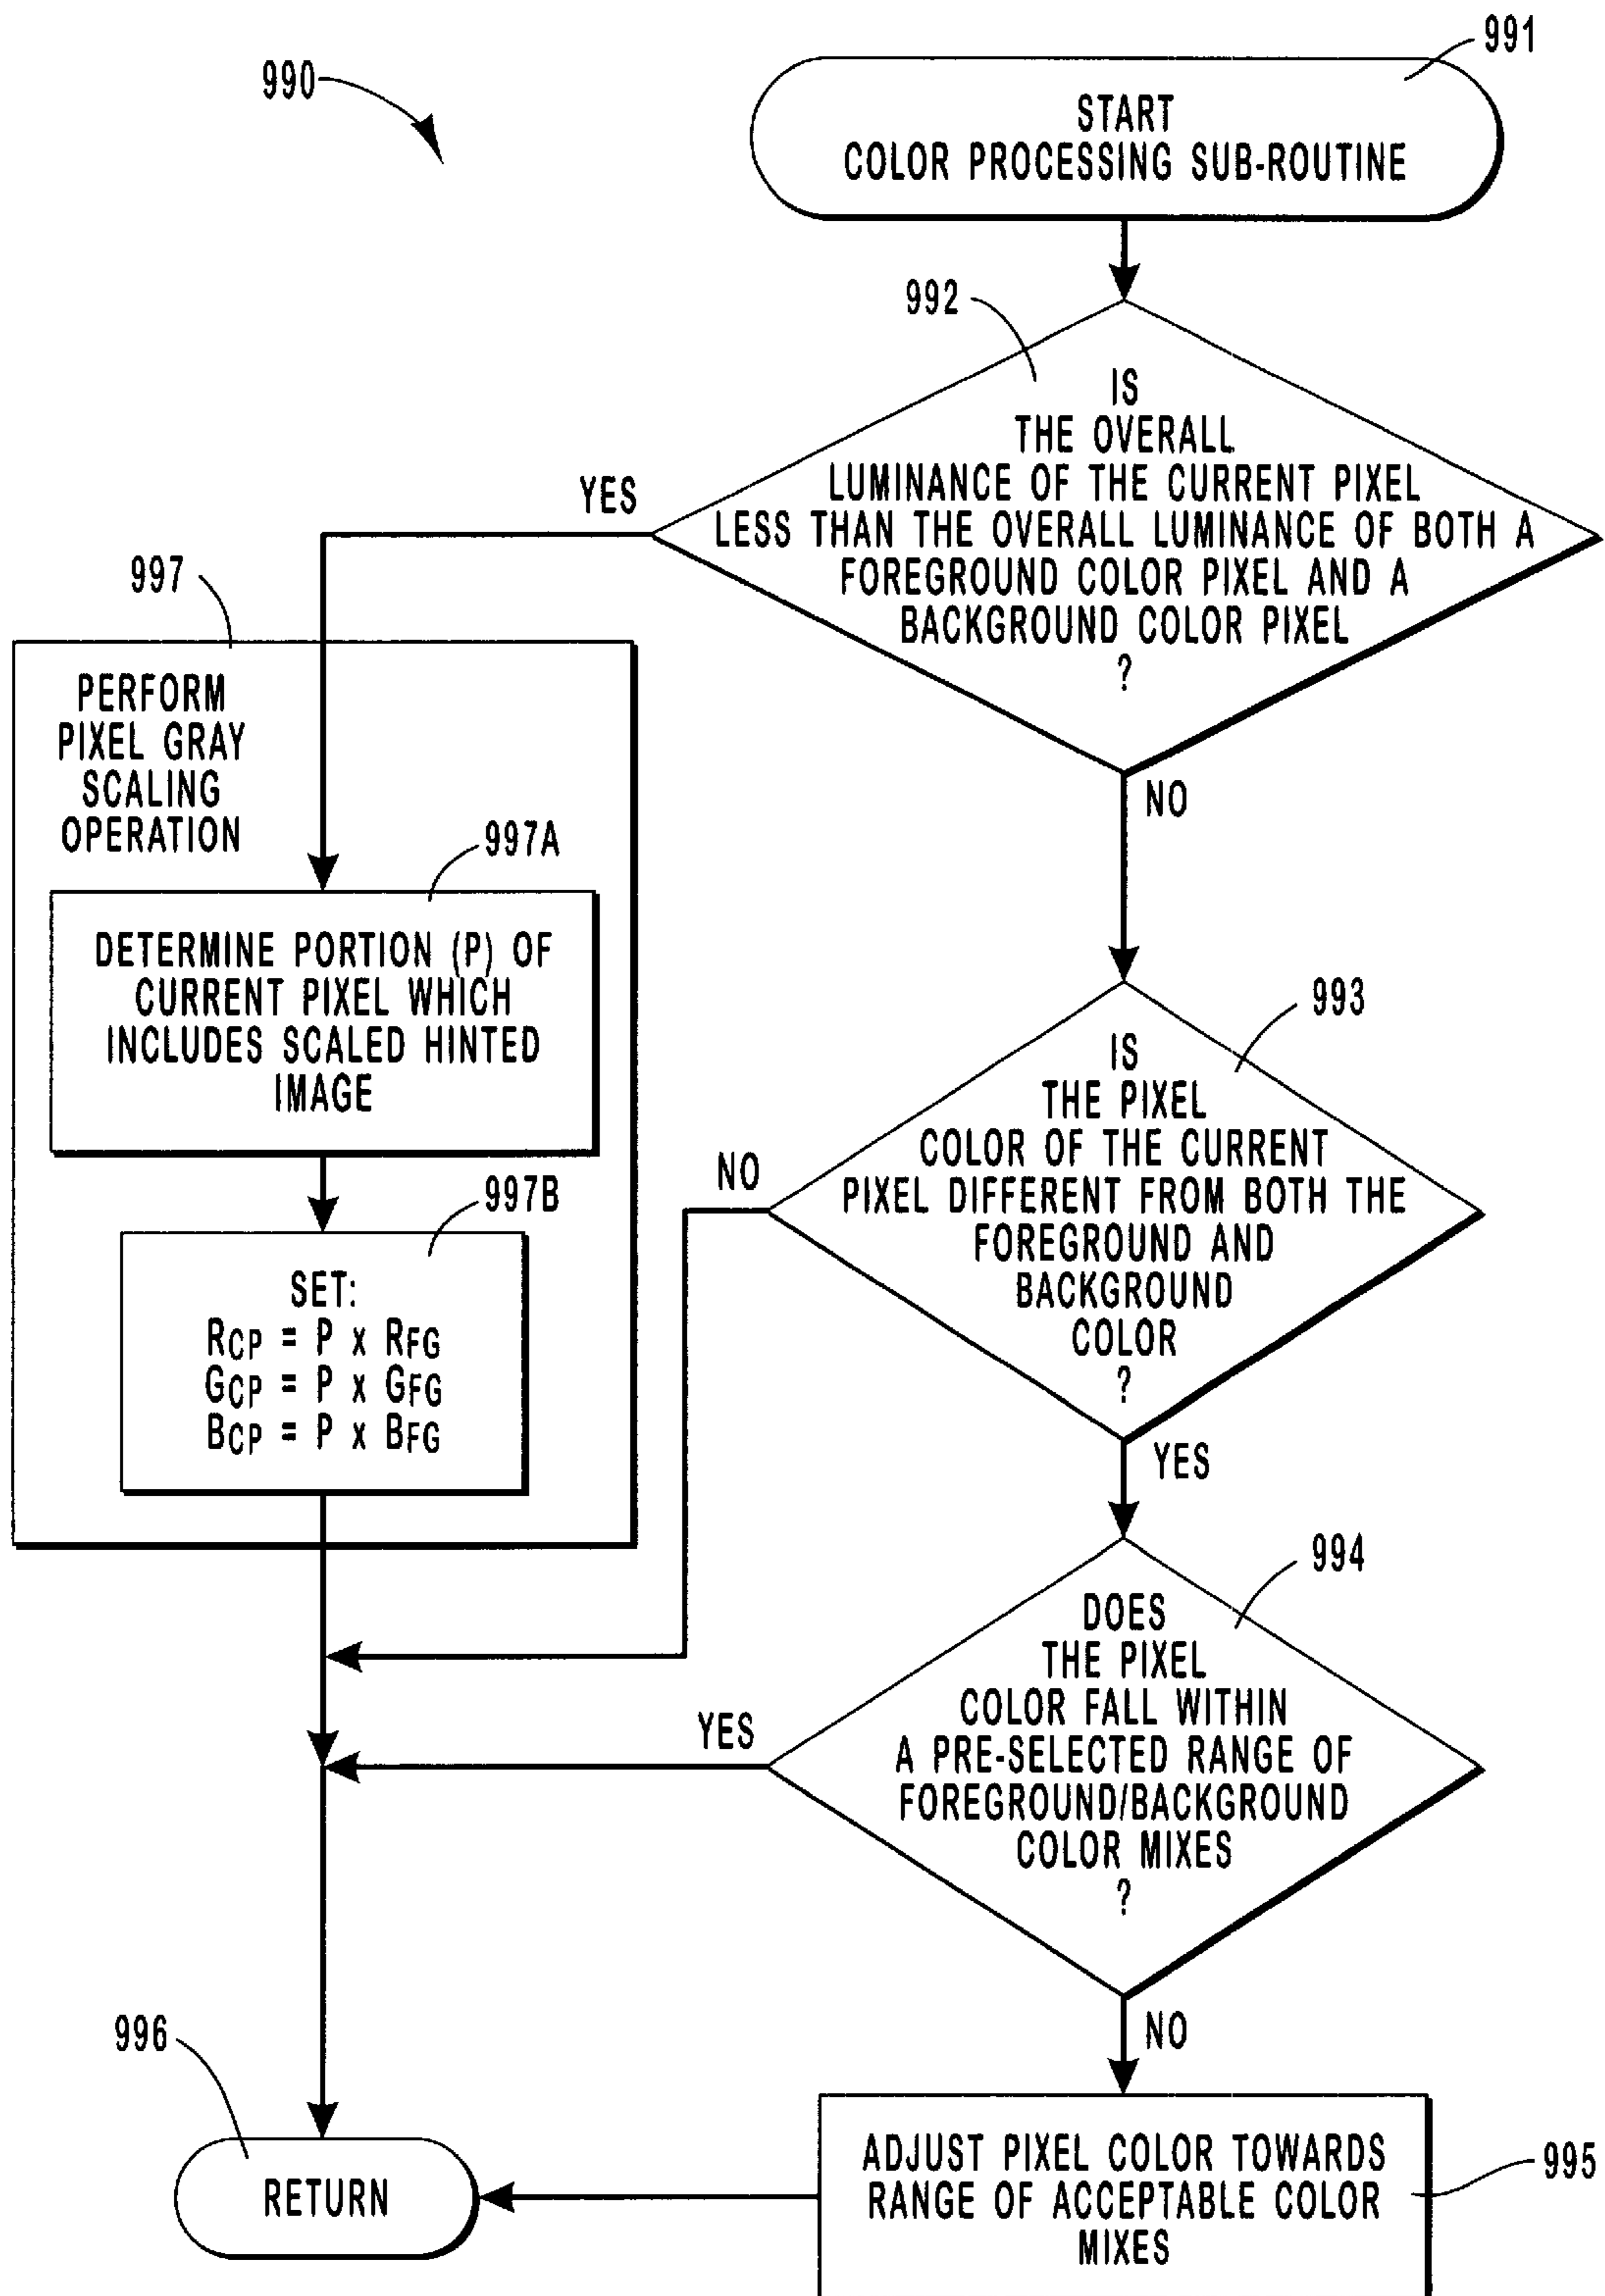 990
991
START
COLOR PROCESSING SUB-ROUTINE
992
IS
THE OVERALL
LUMINANCE OF THE CURRENT PIXEL
LESS THAN THE OVERALL LUMINANCE OF BOTH A
FOREGROUND COLOR PIXEL AND A
BACKGROUND COLOR PIXEL
?
YES
NO
997
PERFORM
PIXEL GRAY
SCALING
OPERATION
997A
DETERMINE PORTION (P) OF
CURRENT PIXEL WHICH
INCLUDES SCALED HINTED
IMAGE
997B
SET:
RCP = P x RFG
GCP = P x GFG
BCP = P x BFG
993
IS
THE PIXEL
COLOR OF THE CURRENT
PIXEL DIFFERENT FROM BOTH THE
FOREGROUND AND
BACKGROUND
COLOR
?
NO
YES
994
DOES
THE PIXEL
COLOR FALL WITHIN
A PRE-SELECTED RANGE OF
FOREGROUND/BACKGROUND
COLOR MIXES
?
YES
NO
995
ADJUST PIXEL COLOR TOWARDS
RANGE OF ACCEPTABLE COLOR
MIXES
996
RETURN